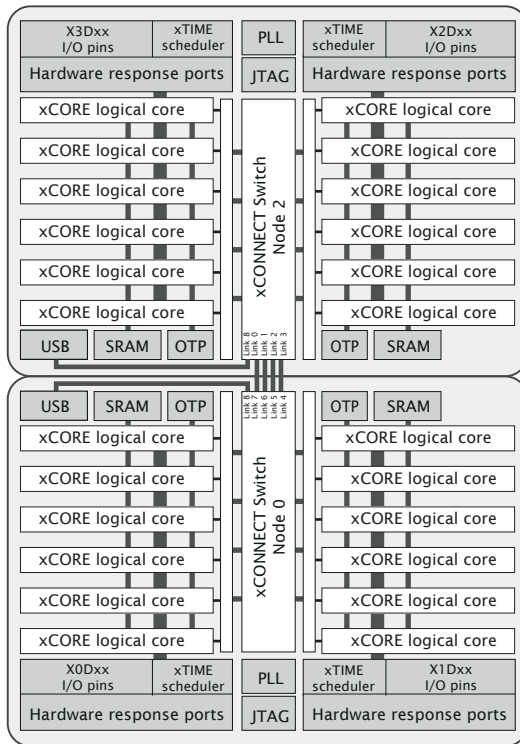 X3Dxx xTIME PLL xTIME X2Dxx
I/O pins scheduler scheduler I/O pins
Hardware response ports JTAG Hardware response ports
xCORE logical core xCORE logical core
xCORE logical core xCORE logical core
xCORE logical core xCORE logical core
xCORE logical core xCORE logical core
xCORE logical core xCORE logical core
xCORE logical core xCORE logical core
xCONNECT Switch
Node 2
Link 8
Link 0
Link 1
Link 2
Link 3
USB SRAM OTP OTP SRAM
Link 8
Link 7
Link 6
Link 5
Link 4
USB SRAM OTP OTP SRAM
xCORE logical core xCORE logical core
xCORE logical core xCORE logical core
xCORE logical core xCORE logical core
xCORE logical core xCORE logical core
xCORE logical core xCORE logical core
xCORE logical core xCORE logical core
xCONNECT Switch
Node 0
X0Dxx xTIME PLL xTIME X1Dxx
I/O pins scheduler scheduler I/O pins
Hardware response ports JTAG Hardware response ports